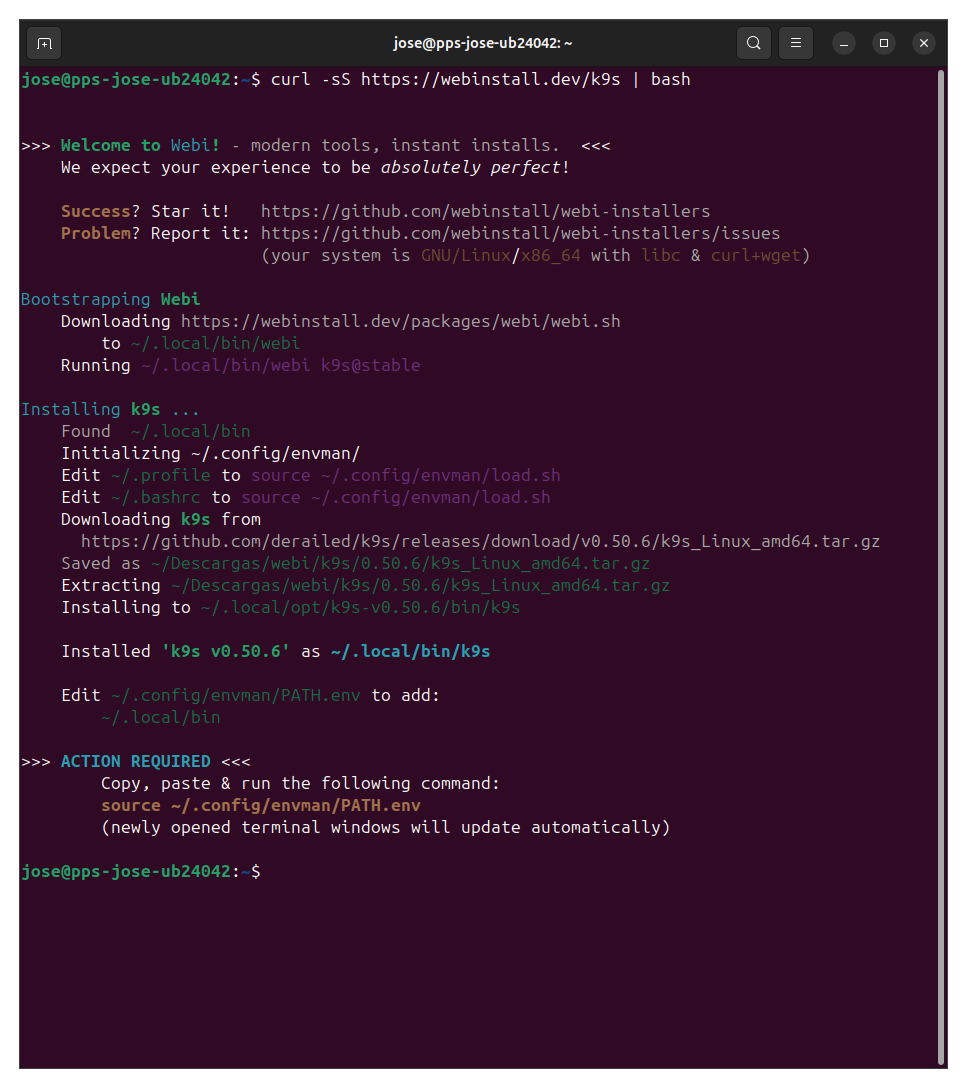 jose@pps-jose-ub24042: ~
jose@pps-jose-ub24042:~$ curl -sS https://webinstall.dev/k9s | bash
>>> Welcome to Webi! - modern tools, instant installs.  <<<
We expect your experience to be absolutely perfect!
Success? Star it!   https://github.com/webinstall/webi-installers
Problem? Report it: https://github.com/webinstall/webi-installers/issues
(your system is GNU/Linux/x86_64 with libc & curl+wget)
Bootstrapping Webi
Downloading https://webinstall.dev/packages/webi/webi.sh
to ~/.local/bin/webi
Running ~/.local/bin/webi k9s@stable
Installing k9s ...
Found  ~/.local/bin
Initializing ~/.config/envman/
Edit ~/.profile to source ~/.config/envman/load.sh
Edit ~/.bashrc to source ~/.config/envman/load.sh
Downloading k9s from
https://github.com/derailed/k9s/releases/download/v0.50.6/k9s_Linux_amd64.tar.gz
Saved as ~/Descargas/webi/k9s/0.50.6/k9s_Linux_amd64.tar.gz
Extracting ~/Descargas/webi/k9s/0.50.6/k9s_Linux_amd64.tar.gz
Installing to ~/.local/opt/k9s-v0.50.6/bin/k9s
Installed 'k9s v0.50.6' as ~/.local/bin/k9s
Edit ~/.config/envman/PATH.env to add:
~/.local/bin
>>> ACTION REQUIRED <<<
Copy, paste & run the following command:
source ~/.config/envman/PATH.env
(newly opened terminal windows will update automatically)
jose@pps-jose-ub24042:~$